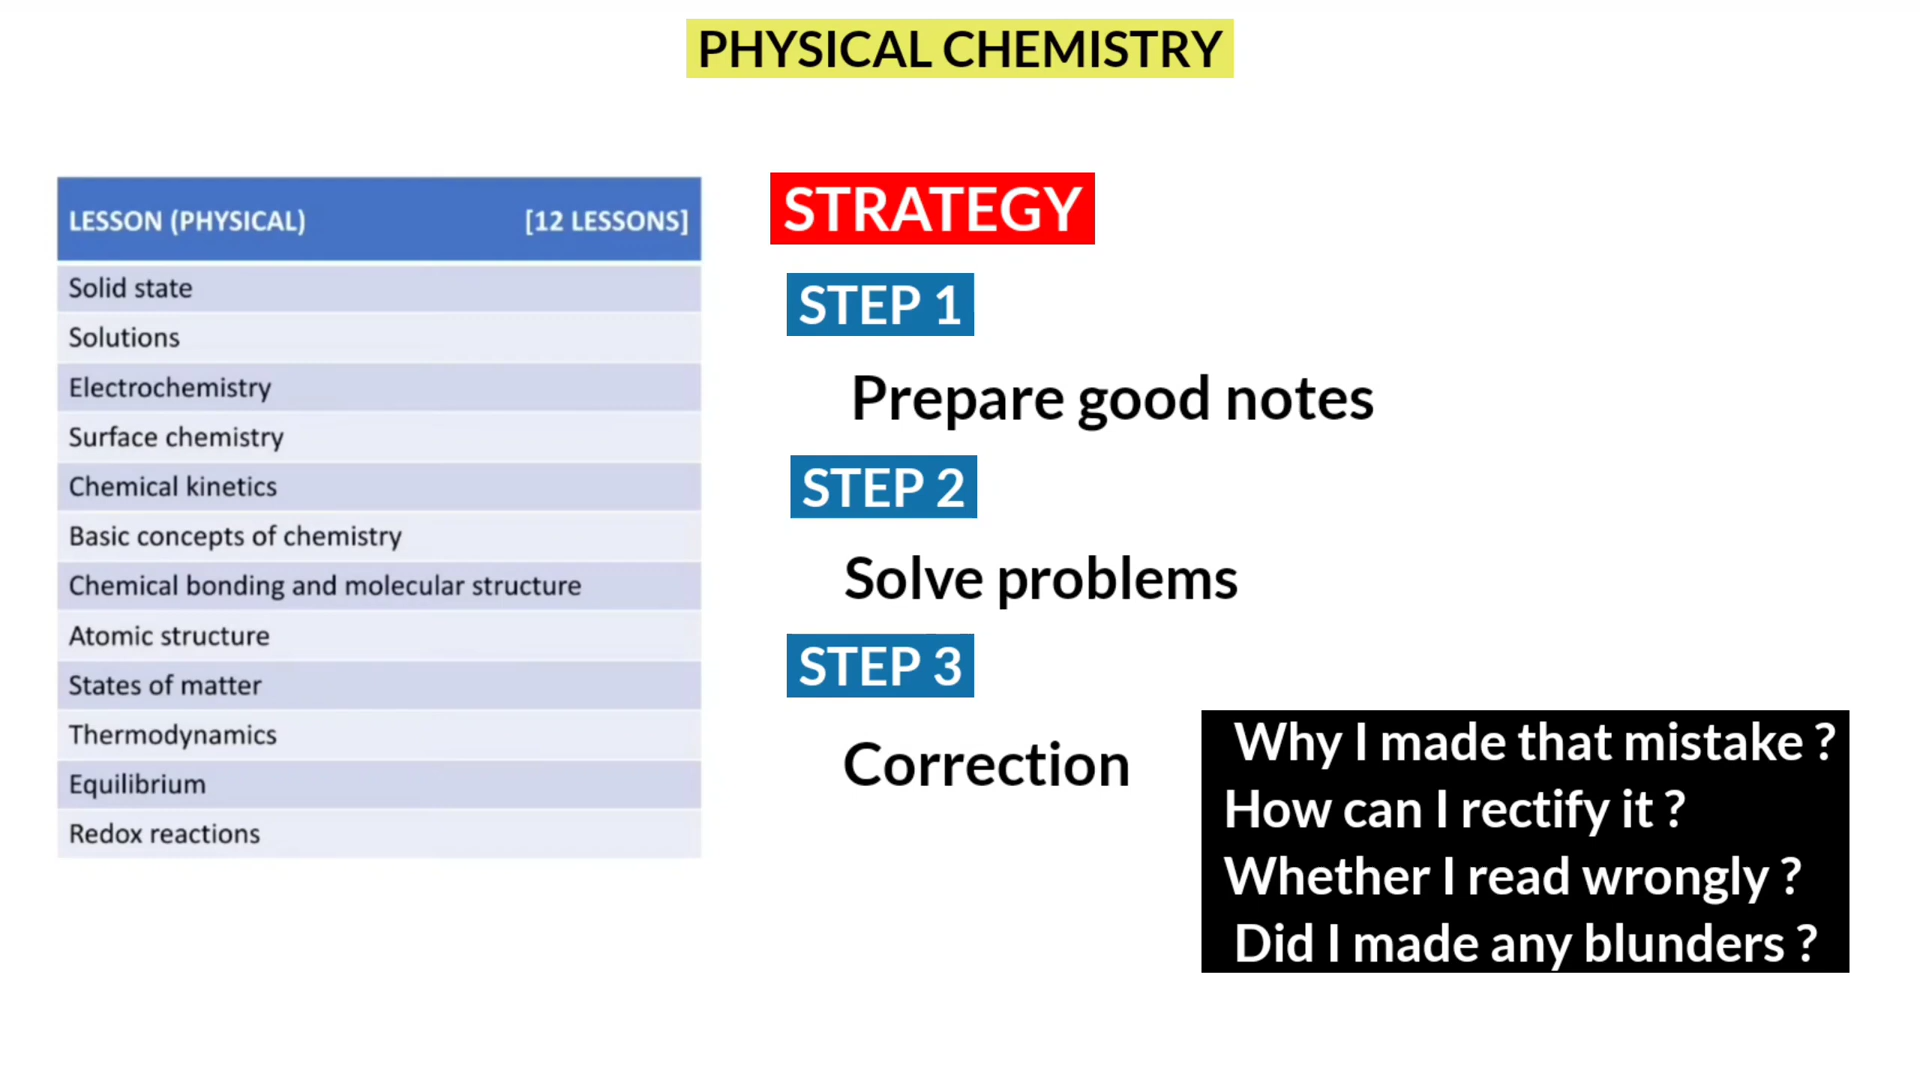 PHYSICAL CHEMISTRY
LESSON (PHYSICAL) [12 LESSONS]
Solid state
Solutions
Electrochemistry
Surface chemistry
Chemical kinetics
Basic concepts of chemistry
Chemical bonding and molecular structure
Atomic structure
States of matter
Thermodynamics
Equilibrium
Redox reactions
STRATEGY
STEP 1
Prepare good notes
STEP 2
Solve problems
STEP 3
Correction
Why I made that mistake ?
How can I rectify it ?
Whether I read wrongly ?
Did I made any blunders ?